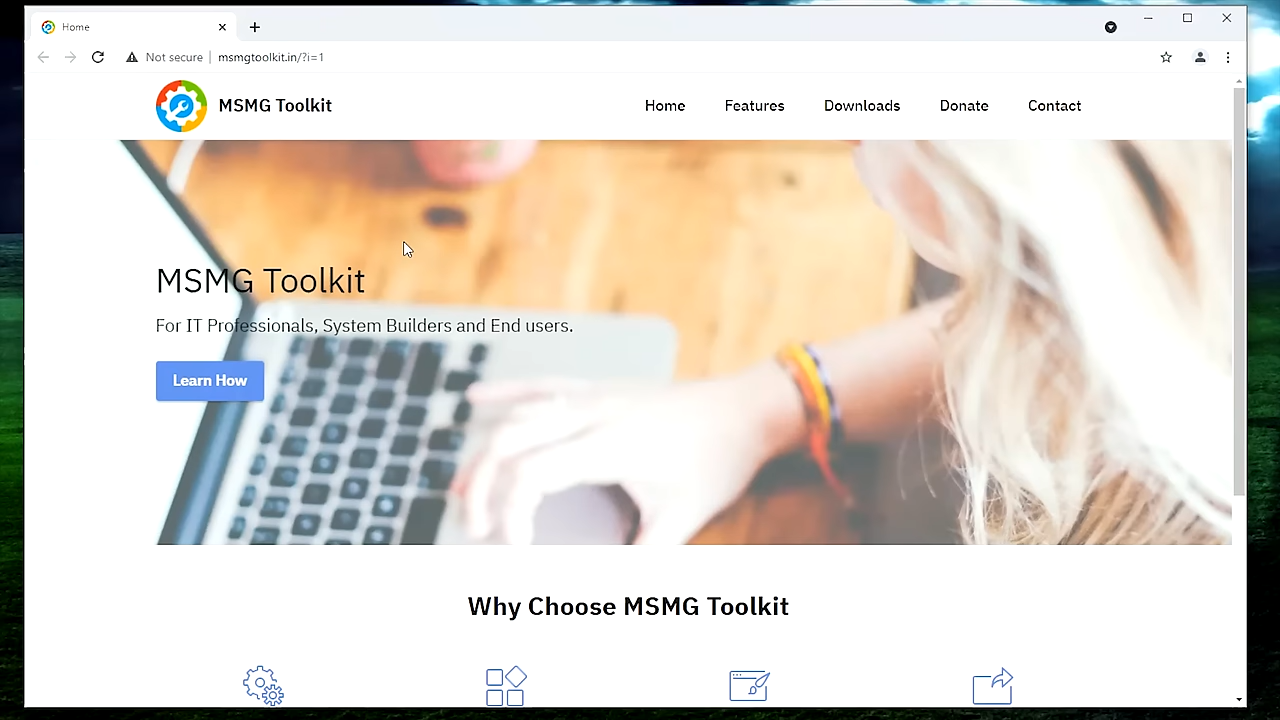 Home
Not secure | msmgtoolkit.in/?i=1
MSMG Toolkit
Home Features Downloads Donate Contact
MSMG Toolkit
For IT Professionals, System Builders and End users.
Learn How
Why Choose MSMG Toolkit